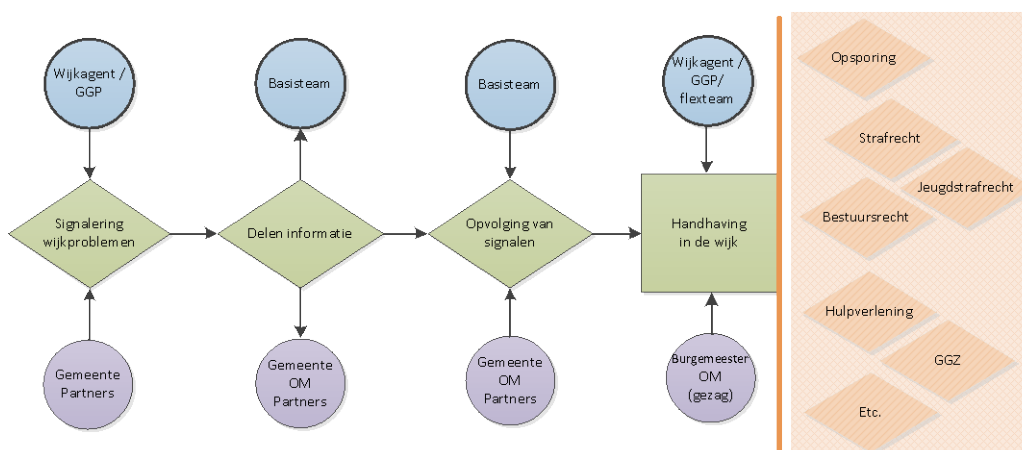 Wijkagent /
GGP
Basisteam
Basisteam
Wijkagent /
GGP/
flexteam
Signalering
wijkproblemen
Delen informatie
Opvolging van
signalen
Handhaving
in de wijk
Gemeente
Partners
Gemeente
OM
Partners
Gemeente
OM
Partners
Burgemeester
OM
(gezag)
Opsporing
Strafrecht
Jeugdstrafrecht
Bestuursrecht
Hulpverlening
GGZ
Etc.